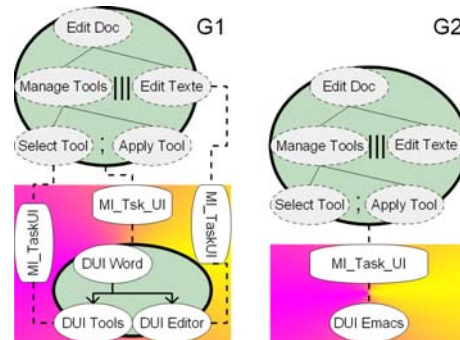 Edit Doc
G1
Manage Tools
|||
Edit Texte
Select Tool
;
Apply Tool
MI_TaskUI
MI_Tsk_UI
MI_TaskUI
DUI Word
DUI Tools
DUI Editor
G2
Edit Doc
Manage Tools
|||
Edit Texte
Select Tool
;
Apply Tool
MI_Task_UI
DUI Emacs